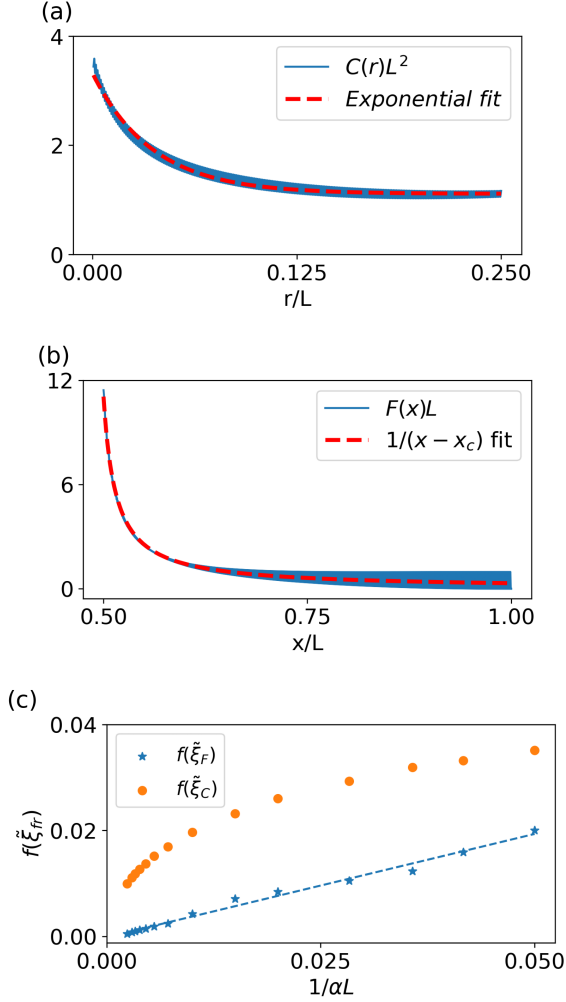 (a)
4
2
0
C(r)L²
Exponential fit
0.000 0.125 0.250
r/L
(b)
12
6
0
F(x)L
1/(x − x_c) fit
0.50 0.75 1.00
x/L
(c)
0.04
0.02
0.00
f(ξ̃_F)
f(ξ̃_C)
f(ξ̃_fr)
0.000 0.025 0.050
1/αL